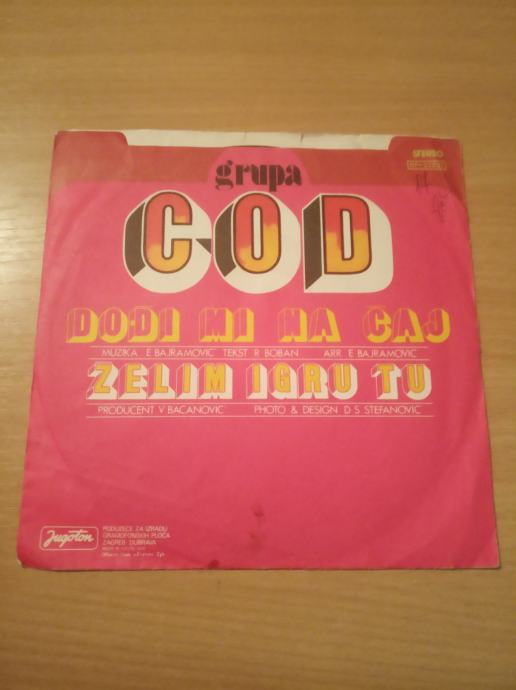 STEREO
grupa
COD
DOĐI MI NA ČAJ
MUZIKA E BAJRAMOVIĆ TEKST R BOBAN ARR E BAJRAMOVIĆ
ŽELIM IGRU TU
PRODUCENT V BACANOVIĆ PHOTO & DESIGN D S STEFANOVIĆ
Jugoton
PODUZEĆE ZA IZRADU
GRAMOFONSKIH PLOČA
ZAGREB DUBRAVA